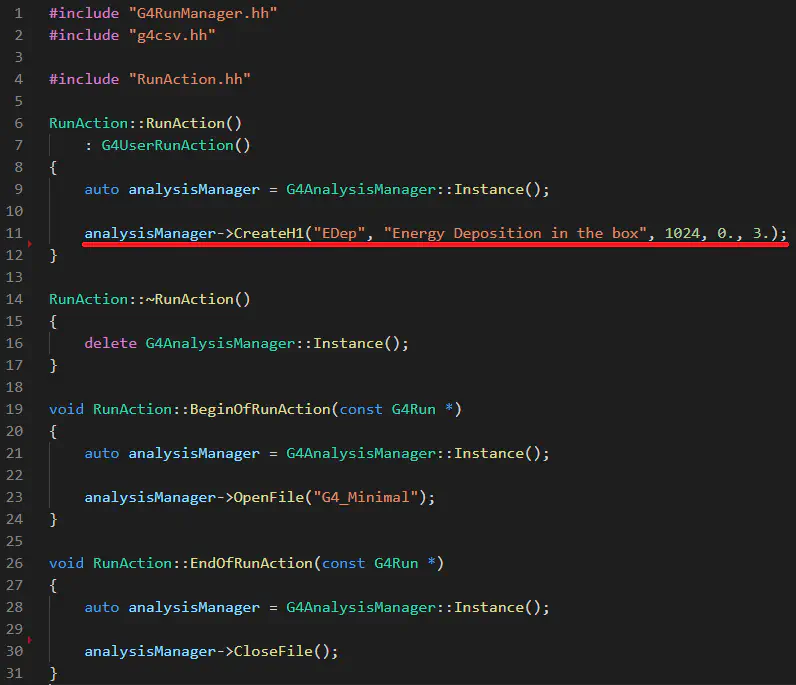 1 #include "G4RunManager.hh"
2 #include "g4csv.hh"
3
4 #include "RunAction.hh"
5
6 RunAction::RunAction()
7     : G4UserRunAction()
8 {
9     auto analysisManager = G4AnalysisManager::Instance();
10
11     analysisManager->CreateH1("EDep", "Energy Deposition in the box", 1024, 0., 3.);
12 }
13
14 RunAction::~RunAction()
15 {
16     delete G4AnalysisManager::Instance();
17 }
18
19 void RunAction::BeginOfRunAction(const G4Run *)
20 {
21     auto analysisManager = G4AnalysisManager::Instance();
22
23     analysisManager->OpenFile("G4_Minimal");
24 }
25
26 void RunAction::EndOfRunAction(const G4Run *)
27 {
28     auto analysisManager = G4AnalysisManager::Instance();
29
30     analysisManager->CloseFile();
31 }